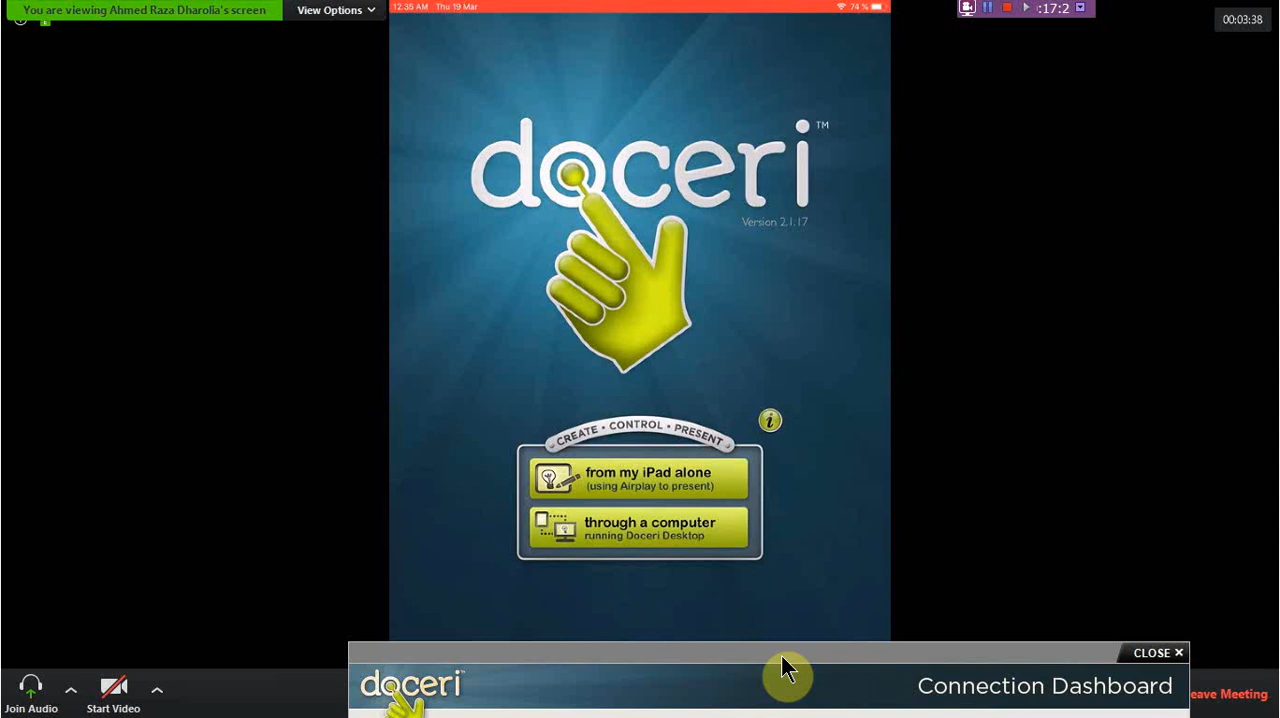 You are viewing Ahmed Raza Dharolia's screen
View Options
12.35 AM Thu 19 Mar
74 %
:17:2
00:03:38
doceri TM
Version 2.1.17
i
CREATE • CONTROL • PRESENT
from my iPad alone
(using Airplay to present)
through a computer
running Doceri Desktop
CLOSE ×
doceri
Connection Dashboard
Join Audio
Start Video
eave Meeting